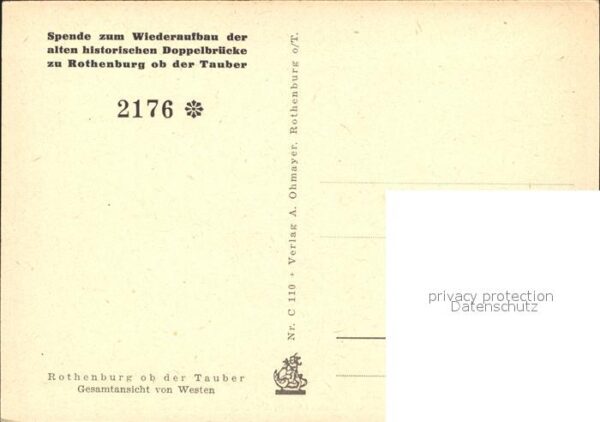 Spende zum Wiederaufbau der
alten historischen Doppelbrücke
zu Rothenburg ob der Tauber
2176 ❋
Nr. C 110 + Verlag A. Ohmayer, Rothenburg o/T.
privacy protection
Datenschutz
Rothenburg ob der Tauber
Gesamtansicht von Westen